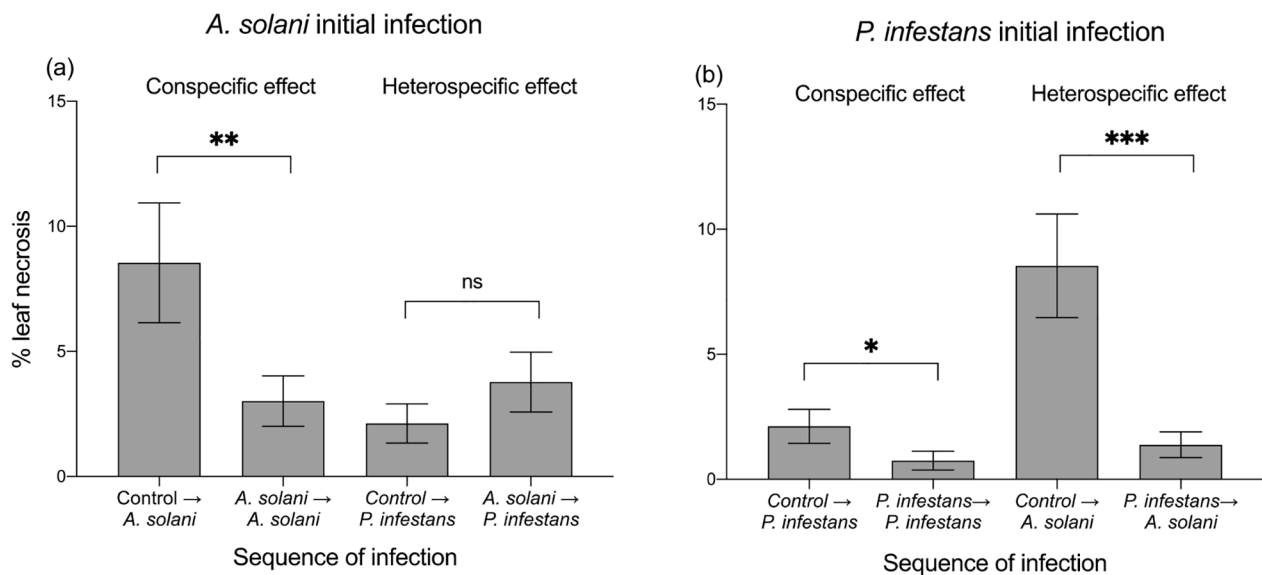 A. solani initial infection
(a)
Conspecific effect
Heterospecific effect
15
10
5
0
% leaf necrosis
**
ns
Control →
A. solani
A. solani →
A. solani
Control →
P. infestans
A. solani →
P. infestans
Sequence of infection
P. infestans initial infection
(b)
Conspecific effect
Heterospecific effect
15
10
5
0
*
***
Control →
P. infestans
P. infestans→
P. infestans
Control →
A. solani
P. infestans→
A. solani
Sequence of infection